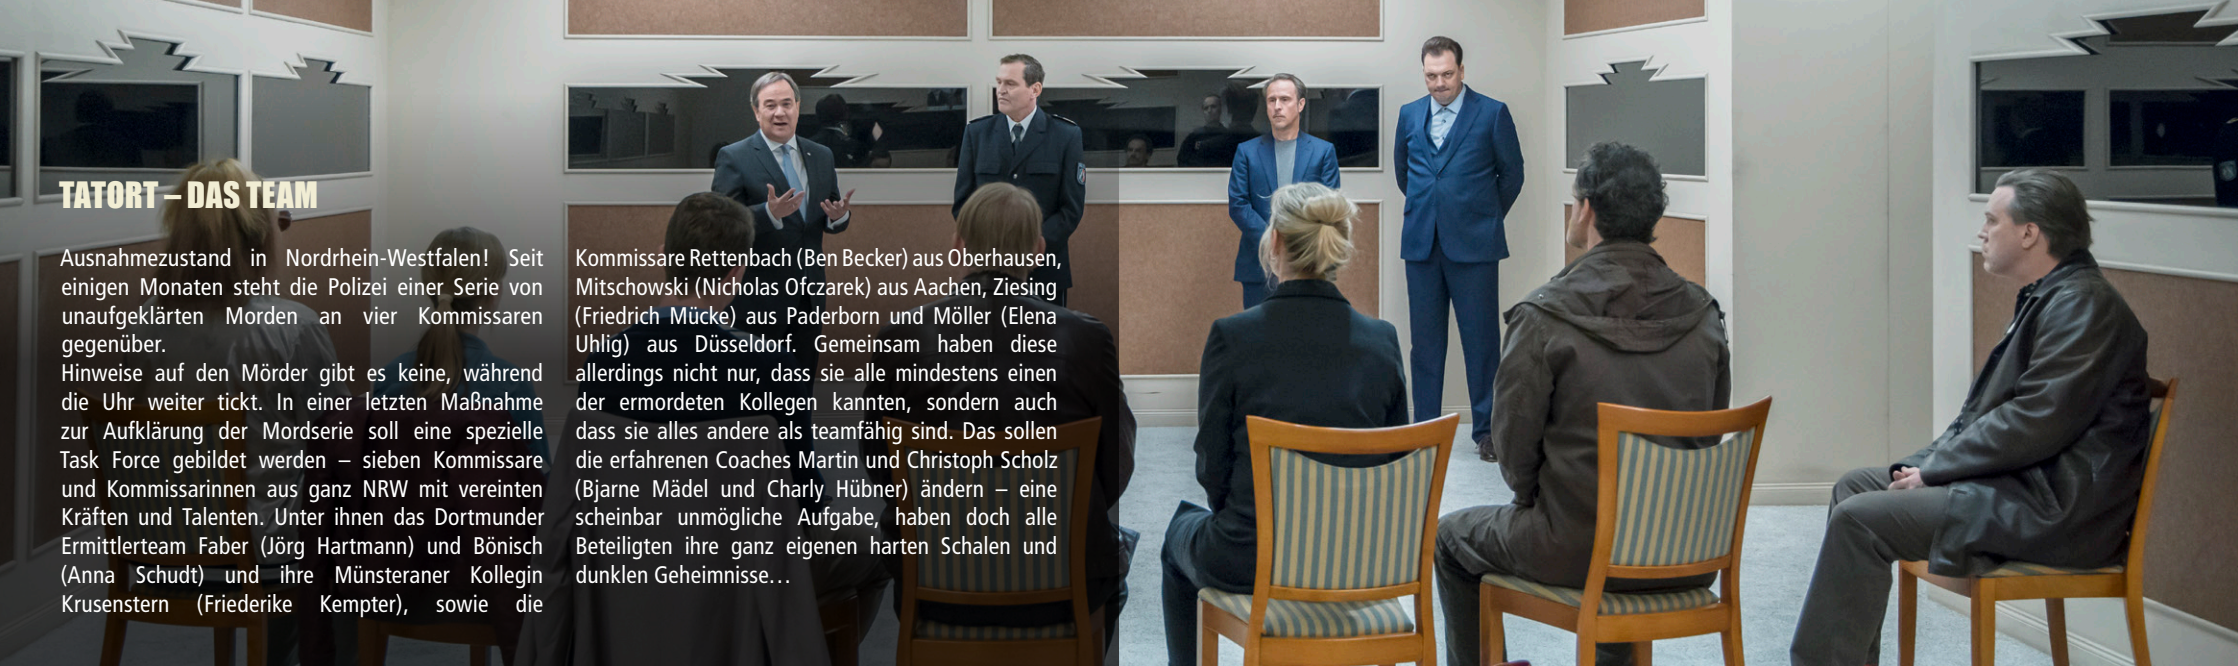 TATORT – DAS TEAM
Ausnahmezustand in Nordrhein-Westfalen! Seit
einigen Monaten steht die Polizei einer Serie von
unaufgeklärten Morden an vier Kommissaren
gegenüber.
Hinweise auf den Mörder gibt es keine, während
die Uhr weiter tickt. In einer letzten Maßnahme
zur Aufklärung der Mordserie soll eine spezielle
Task Force gebildet werden – sieben Kommissare
und Kommissarinnen aus ganz NRW mit vereinten
Kräften und Talenten. Unter ihnen das Dortmunder
Ermittlerteam Faber (Jörg Hartmann) und Bönisch
(Anna Schudt) und ihre Münsteraner Kollegin
Krusenstern (Friederike Kempter), sowie die
Kommissare Rettenbach (Ben Becker) aus Oberhausen,
Mitschowski (Nicholas Ofczarek) aus Aachen, Ziesing
(Friedrich Mücke) aus Paderborn und Möller (Elena
Uhlig) aus Düsseldorf. Gemeinsam haben diese
allerdings nicht nur, dass sie alle mindestens einen
der ermordeten Kollegen kannten, sondern auch
dass sie alles andere als teamfähig sind. Das sollen
die erfahrenen Coaches Martin und Christoph Scholz
(Bjarne Mädel und Charly Hübner) ändern – eine
scheinbar unmögliche Aufgabe, haben doch alle
Beteiligten ihre ganz eigenen harten Schalen und
dunklen Geheimnisse…